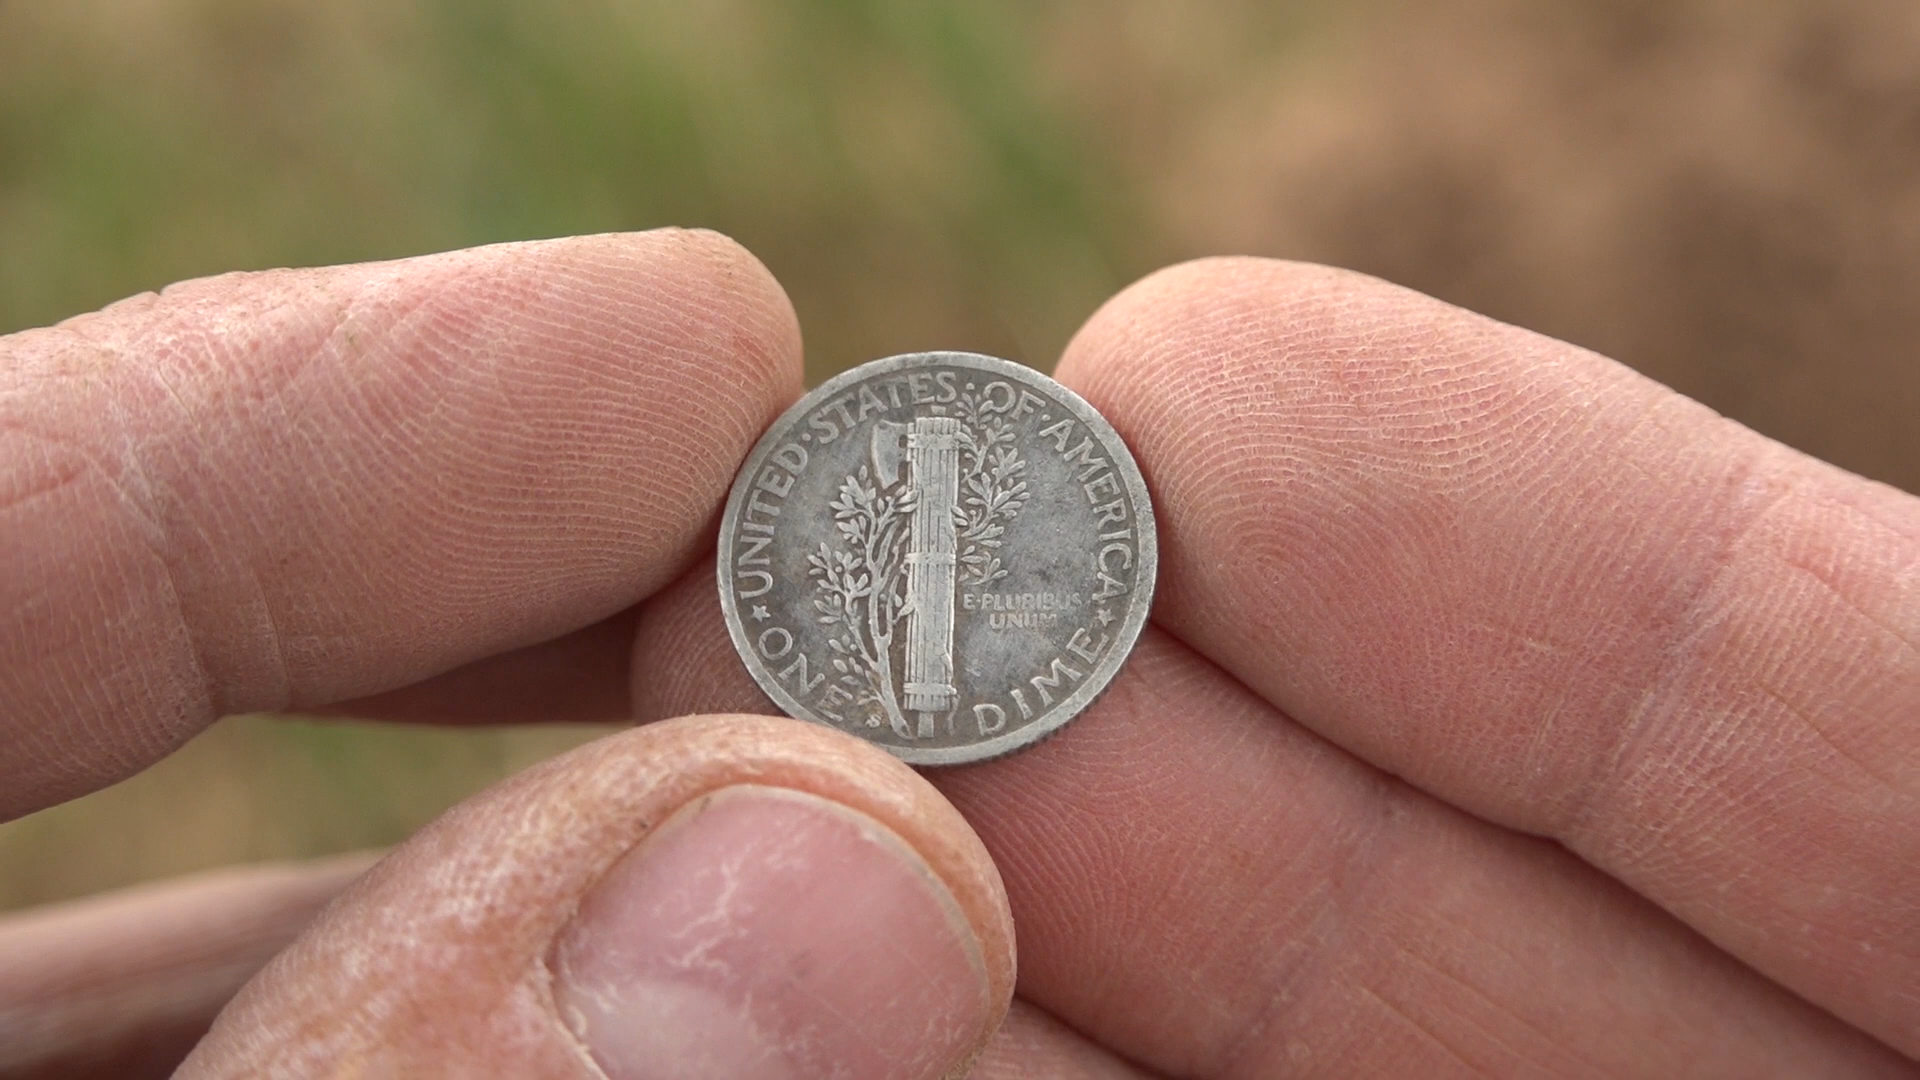 UNITED·STATES·OF·AMERICA
E·PLURIBUS
UNUM
ONE DIME
S